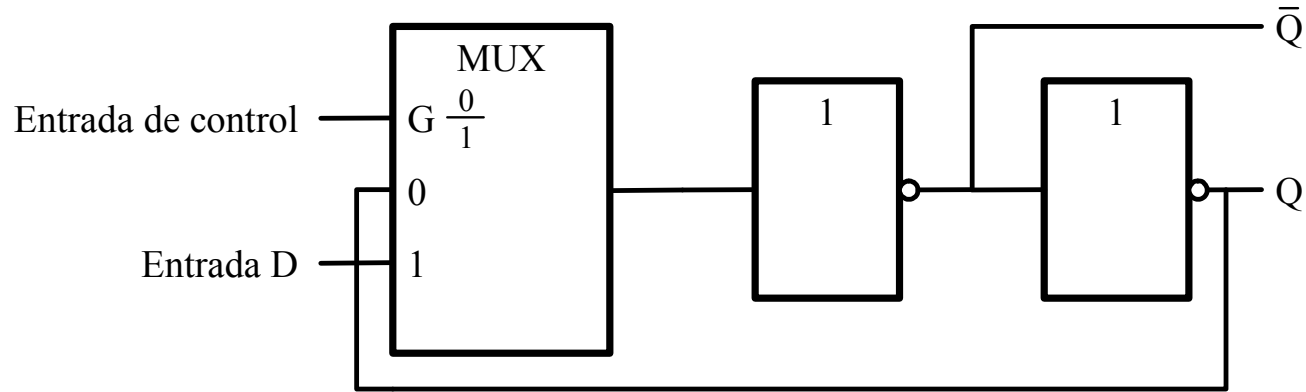 Q̅
MUX
1
1
Entrada de control
G 0/1
0
Q
Entrada D
1